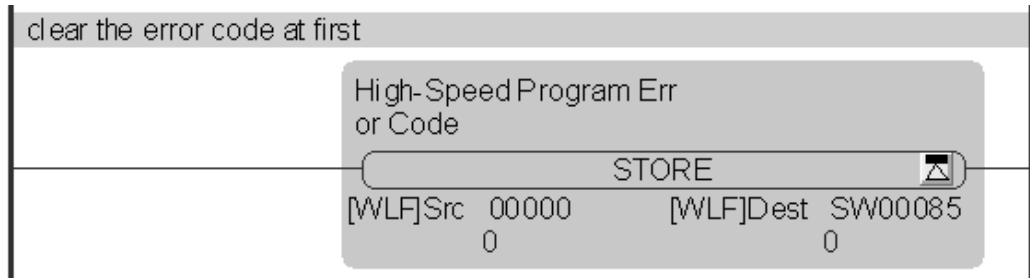 clear the error code at first
High-Speed Program Err
or Code
STORE
[WLF]Src 00000 [WLF]Dest SW00085
0 0